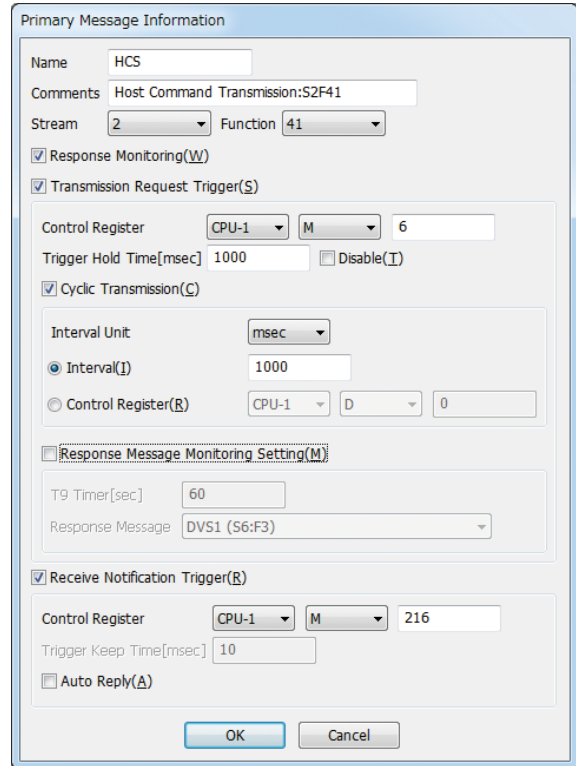 Primary Message Information
Name HCS
Comments Host Command Transmission:S2F41
Stream 2 Function 41
Response Monitoring(W)
Transmission Request Trigger(S)
Control Register CPU-1 M 6
Trigger Hold Time[msec] 1000 Disable(T)
Cyclic Transmission(C)
Interval Unit msec
Interval(I) 1000
Control Register(R) CPU-1 D 0
Response Message Monitoring Setting(M)
T9 Timer[sec] 60
Response Message DVS1 (S6:F3)
Receive Notification Trigger(R)
Control Register CPU-1 M 216
Trigger Keep Time[msec] 10
Auto Reply(A)
OK Cancel